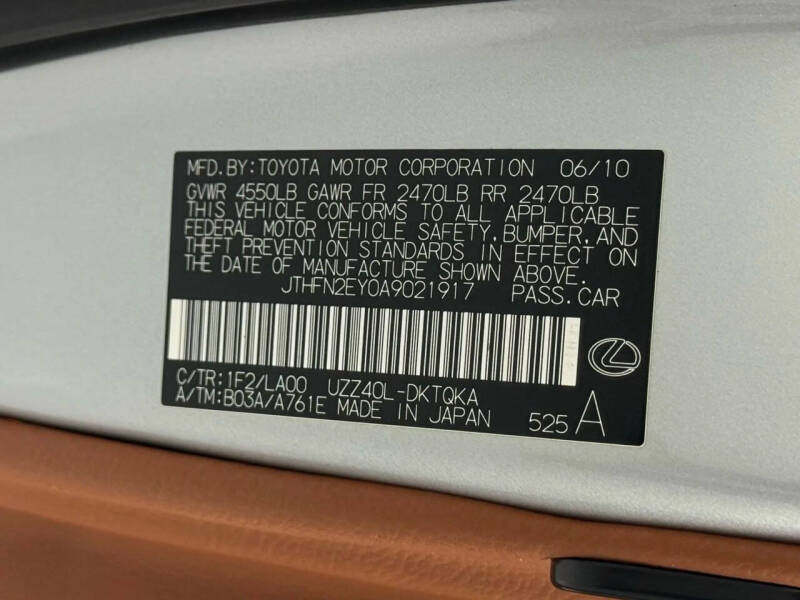 MFD.BY:TOYOTA MOTOR CORPORATION 06/10
GVWR 4550LB GAWR FR 2470LB RR 2470LB
THIS VEHICLE CONFORMS TO ALL APPLICABLE
FEDERAL MOTOR VEHICLE SAFETY, BUMPER, AND
THEFT PREVENTION STANDARDS IN EFFECT ON
THE DATE OF MANUFACTURE SHOWN ABOVE.
JTHFN2EY0A9021917 PASS.CAR
C/TR:1F2/LA00 UZZ40L-DKTQKA
A/TM:B03A/A761E MADE IN JAPAN
525 A